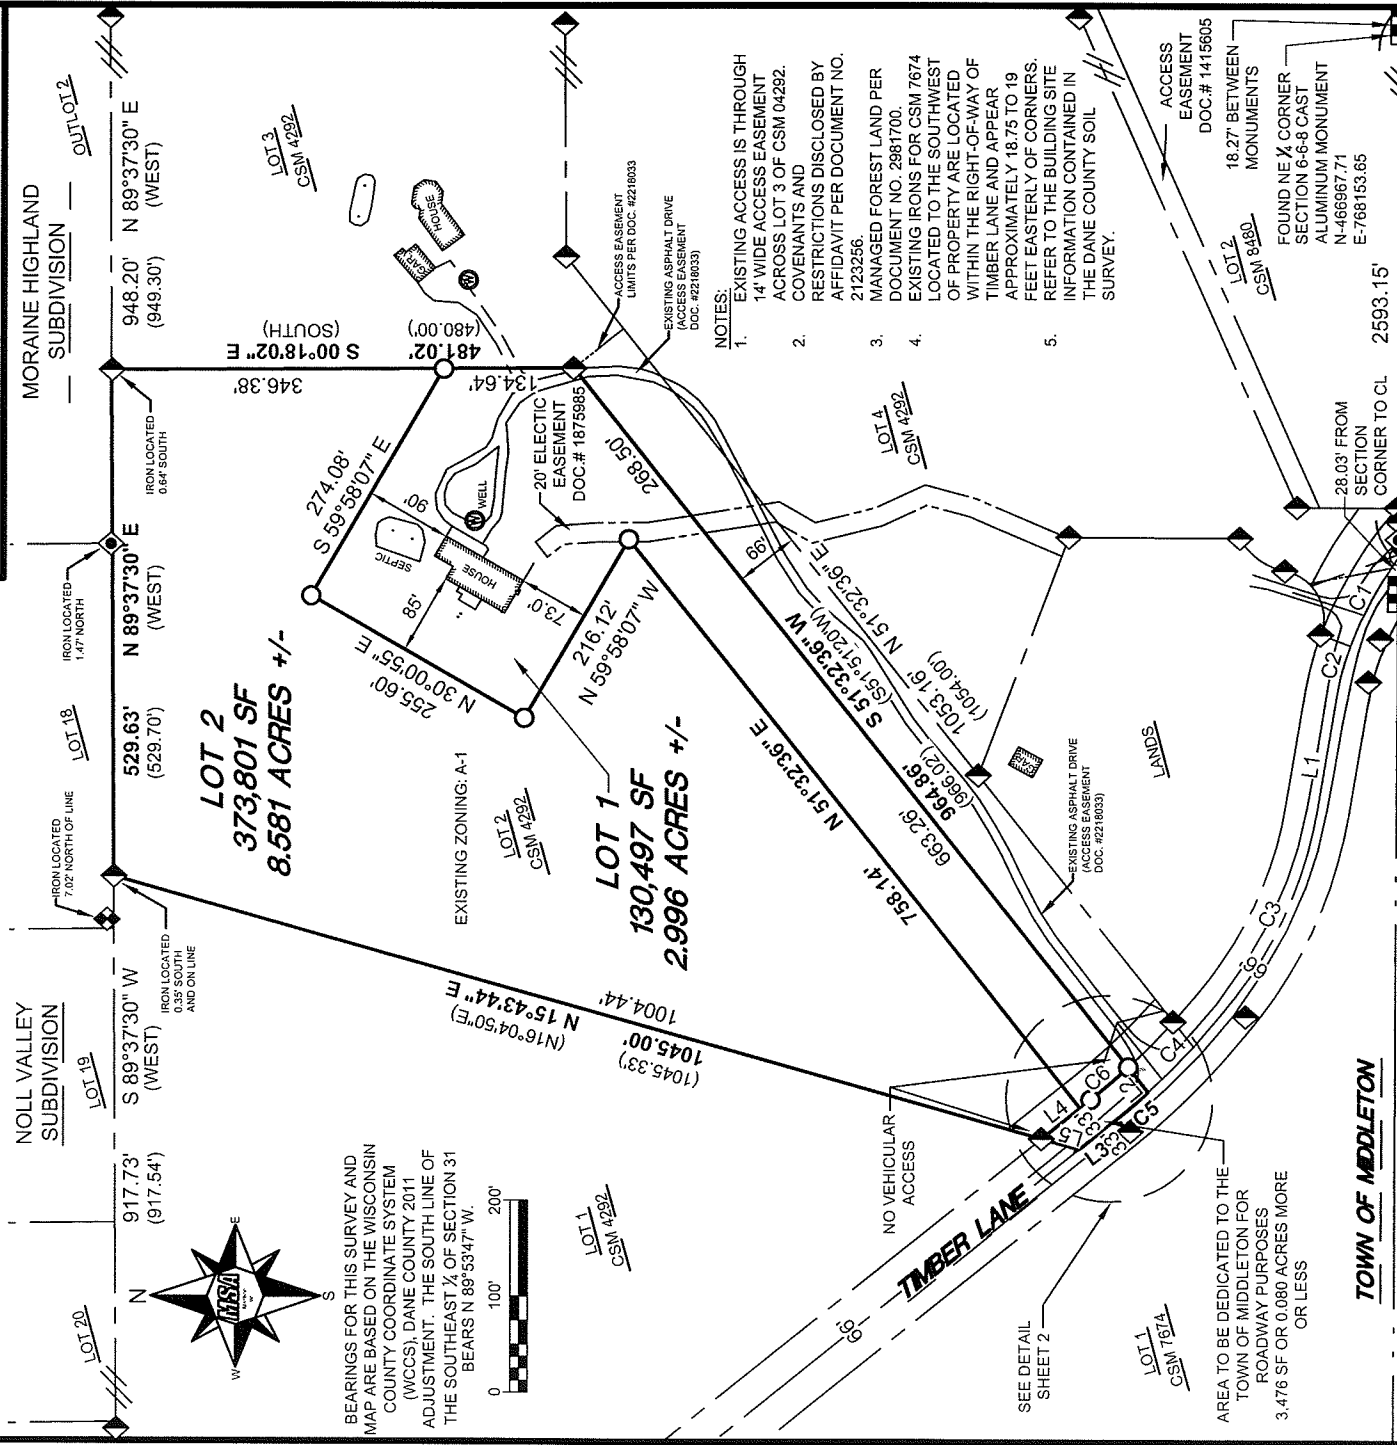 NOLL VALLEY
SUBDIVISION
MORAINE HIGHLAND
SUBDIVISION
LOT 20
LOT 19
LOT 18
OUTLOT 2
917.73'
(917.54')
S 89°37'30" W
(WEST)
529.63'
(529.70')
N 89°37'30" E
(WEST)
948.20'
(949.30')
N 89°37'30" E
(WEST)
IRON LOCATED
7.02' NORTH OF LINE
IRON LOCATED
0.35' SOUTH
AND ON LINE
IRON LOCATED
1.47' NORTH
IRON LOCATED
0.64' SOUTH
N
E
S
W
MSA
BEARINGS FOR THIS SURVEY AND
MAP ARE BASED ON THE WISCONSIN
COUNTY COORDINATE SYSTEM
(WCCS), DANE COUNTY 2011
ADJUSTMENT. THE SOUTH LINE OF
THE SOUTHEAST ¼ OF SECTION 31
BEARS N 89°53'47" W.
0
100'
200'
LOT 2
373,801 SF
8.581 ACRES +/-
EXISTING ZONING: A-1
LOT 2
CSM 4292
LOT 1
130,497 SF
2.996 ACRES +/-
346.38'
S 00°18'02" E
(SOUTH)
481.02'
(480.00')
134.64'
274.08'
S 59°58'07" E
90'
SEPTIC
WELL
W
HOUSE
85'
73.0'
255.60'
N 30°00'55" E
216.12'
N 59°58'07" W
20' ELECTIC
EASEMENT
DOC.# 1875985
268.50'
LOT 3
CSM 4292
HOUSE
GAR
W
ACCESS EASEMENT
LIMITS PER DOC. #2218033
EXISTING ASPHALT DRIVE
(ACCESS EASEMENT
DOC. #2218033)
NOTES:
1. EXISTING ACCESS IS THROUGH
14' WIDE ACCESS EASEMENT
ACROSS LOT 3 OF CSM 04292.
2. COVENANTS AND
RESTRICTIONS DISCLOSED BY
AFFIDAVIT PER DOCUMENT NO.
2123256.
3. MANAGED FOREST LAND PER
DOCUMENT NO. 2981700.
4. EXISTING IRONS FOR CSM 7674
LOCATED TO THE SOUTHWEST
OF PROPERTY ARE LOCATED
WITHIN THE RIGHT-OF-WAY OF
TIMBER LANE AND APPEAR
APPROXIMATELY 18.75 TO 19
FEET EASTERLY OF CORNERS.
5. REFER TO THE BUILDING SITE
INFORMATION CONTAINED IN
THE DANE COUNTY SOIL
SURVEY.
N 15°43'44" E
(N16°04'50"E)
1004.44'
1045.00'
(1045.33')
758.14'
N 51°32'36" E
663.26'
964.86'
(966.02')
S 51°32'36" W
(S51°51'20"W)
66'
N 51°32'36" E
1053.16'
(1054.00')
LOT 4
CSM 4292
GAR
LANDS
EXISTING ASPHALT DRIVE
(ACCESS EASEMENT
DOC. #2218033)
LOT 1
CSM 4292
NO VEHICULAR
ACCESS
TIMBER LANE
66'
SEE DETAIL
SHEET 2
LOT 1
CSM 7674
AREA TO BE DEDICATED TO THE
TOWN OF MIDDLETON FOR
ROADWAY PURPOSES
3,476 SF OR 0.080 ACRES MORE
OR LESS
L4
L5
33'
L3
33'
C6
L2
C5
C4
66'
C3
L1
C2
C1
TOWN OF MIDDLETON
ACCESS
EASEMENT
DOC.# 1415605
LOT 2
CSM 8480
18.27' BETWEEN
MONUMENTS
FOUND NE ¼ CORNER
SECTION 6-6-8 CAST
ALUMINUM MONUMENT
N-466967.71
E-768153.65
28.03' FROM
SECTION
CORNER TO CL
2593.15'